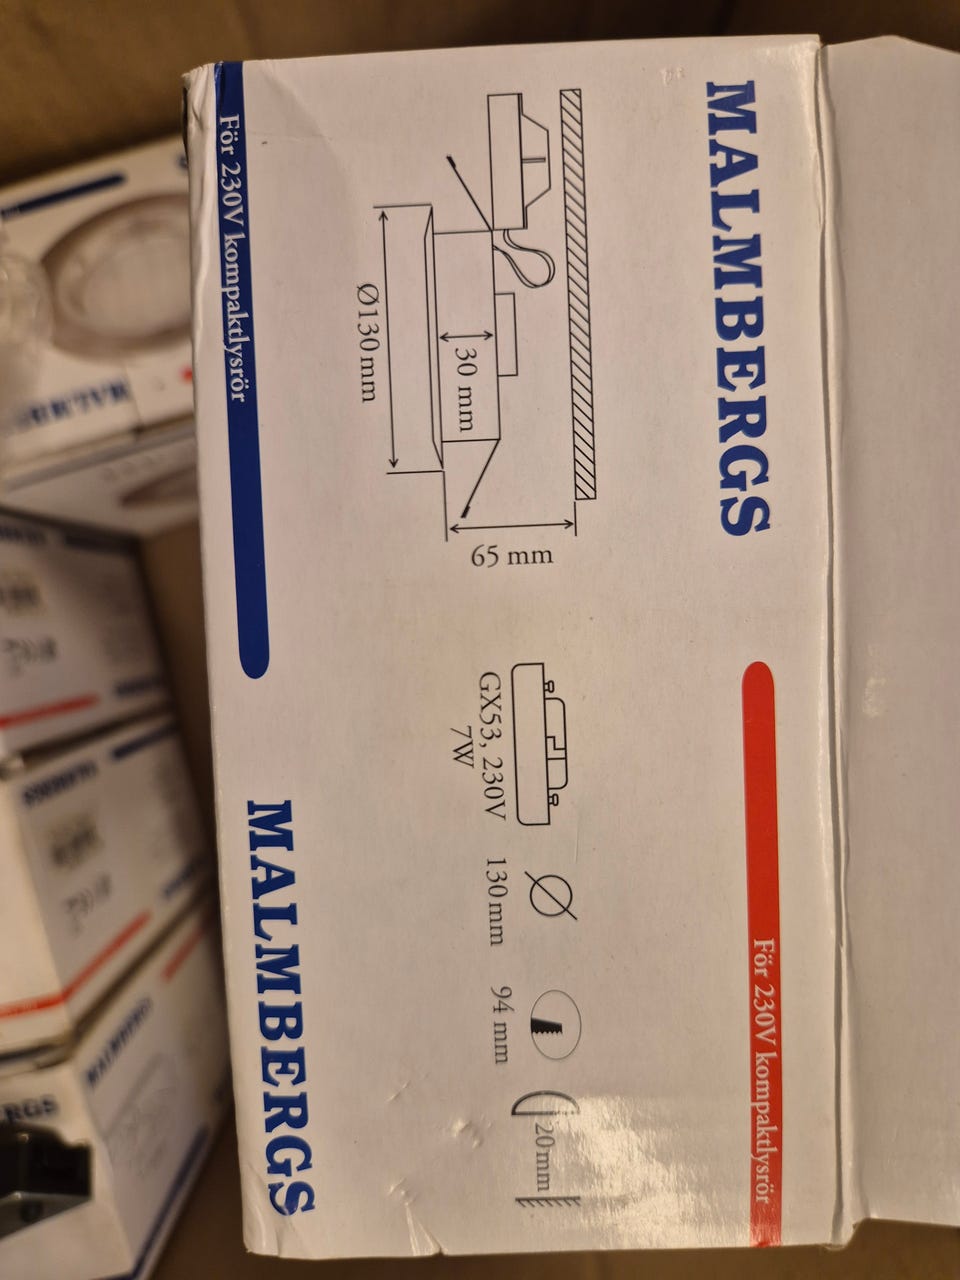 MALMBERGS
För 230V kompaktlysrör
30 mm
Ø130 mm
65 mm
GX53, 230V
7W
130 mm
94 mm
20mm
För 230V kompaktlysrör
MALMBERGS
MALMBERGS